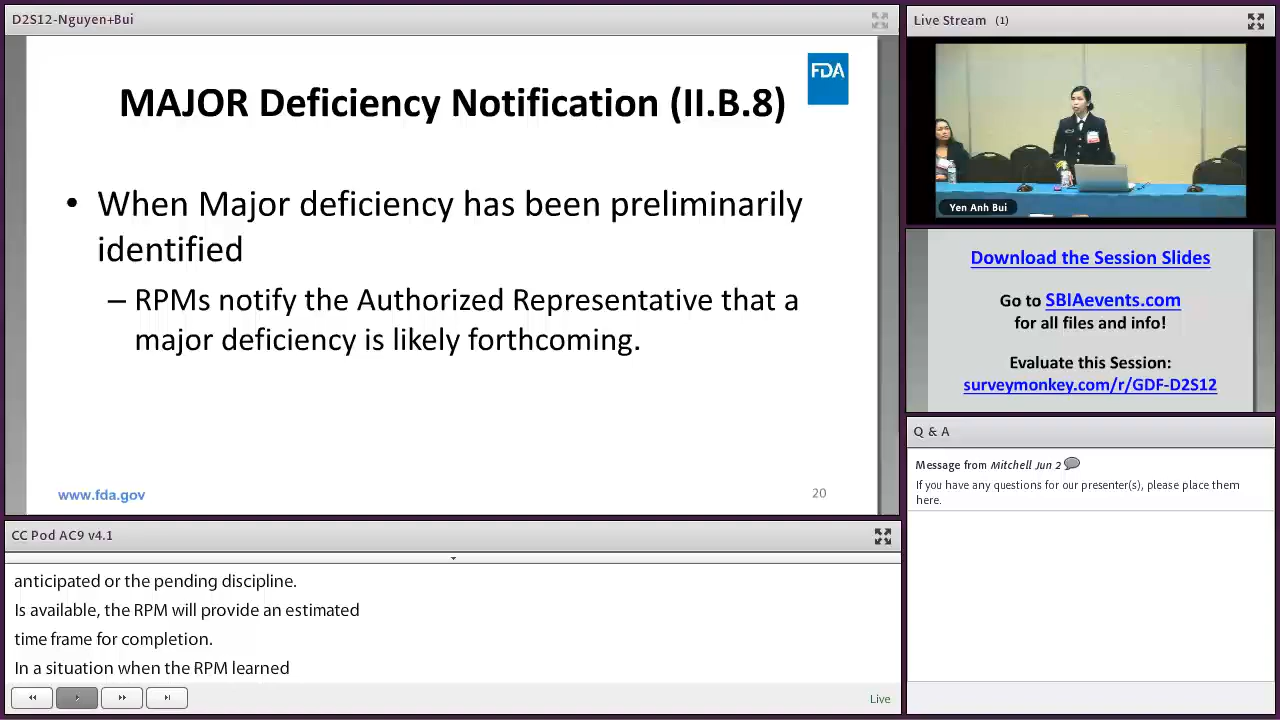 D2S12-Nguyen+Bui
FDA
MAJOR Deficiency Notification (II.B.8)
• When Major deficiency has been preliminarily
identified
– RPMs notify the Authorized Representative that a
major deficiency is likely forthcoming.
www.fda.gov
20
CC Pod AC9 v4.1
anticipated or the pending discipline.
Is available, the RPM will provide an estimated
time frame for completion.
In a situation when the RPM learned
Live
Live Stream (1)
Yen Anh Bui
Download the Session Slides
Go to SBIAevents.com
for all files and info!
Evaluate this Session:
surveymonkey.com/r/GDF-D2S12
Q & A
Message from Mitchell Jun 2
If you have any questions for our presenter(s), please place them
here.